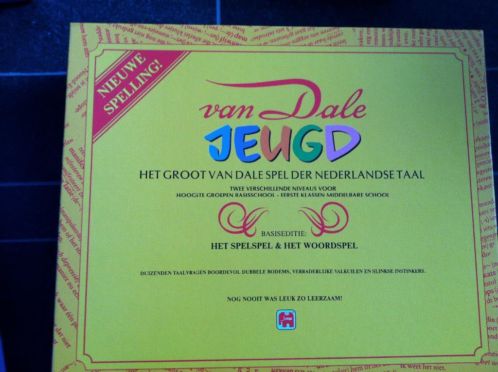 NIEUWE
SPELLING!
van Dale
JEUGD
HET GROOT VAN DALE SPEL DER NEDERLANDSE TAAL
TWEE VERSCHILLENDE NIVEAUS VOOR
HOOGSTE GROEPEN BASISSCHOOL - EERSTE KLASSEN MIDDELBARE SCHOOL
BASISEDITIE:
HET SPELSPEL & HET WOORDSPEL
DUIZENDEN TAALVRAGEN BOORDEVOL DUBBELE BODEMS, VERRADERLIJKE VALKUILEN EN SLINKSE INSTINKERS.
NOG NOOIT WAS LEUK ZO LEERZAAM!